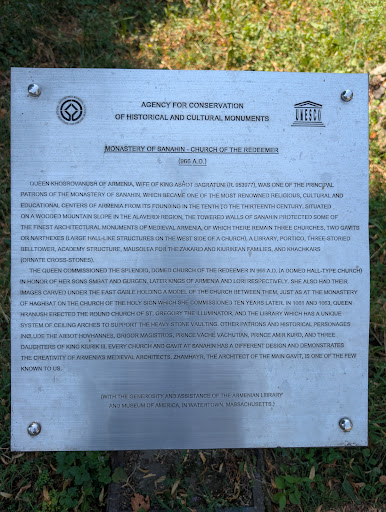 AGENCY FOR CONSERVATION
OF HISTORICAL AND CULTURAL MONUMENTS
UNESCO
MONASTERY OF SANAHIN - CHURCH OF THE REDEEMER
(966 A.D.)
QUEEN KHOSROVANUSH OF ARMENIA, WIFE OF KING ASHOT BAGRATUNI (R. 953?977), WAS ONE OF THE PRINCIPAL
PATRONS OF THE MONASTERY OF SANAHIN, WHICH BECAME ONE OF THE MOST RENOWNED RELIGIOUS, CULTURAL AND
EDUCATIONAL CENTERS OF ARMENIA FROM ITS FOUNDING IN THE TENTH TO THE THIRTEENTH CENTURY. SITUATED
ON A WOODED MOUNTAIN SLOPE IN THE ALAVERDI REGION, THE TOWERED WALLS OF SANAHIN PROTECTED SOME OF
THE FINEST ARCHITECTURAL MONUMENTS OF MEDIEVAL ARMENIA, OF WHICH THERE REMAIN THREE CHURCHES, TWO GAVITS
OR NARTHEXES (LARGE HALL-LIKE STRUCTURES ON THE WEST SIDE OF A CHURCH), A LIBRARY, PORTICO, THREE-STORIED
BELLTOWER, ACADEMY STRUCTURE, MAUSOLEA FOR THE ZAKARID AND KIURIKEAN FAMILIES, AND KHACHKARS
(ORNATE CROSS-STONES).
THE QUEEN COMMISSIONED THE SPLENDID, DOMED CHURCH OF THE REDEEMER IN 966 A.D. (A DOMED HALL-TYPE CHURCH)
IN HONOR OF HER SONS SMBAT AND GURGEN, LATER KINGS OF ARMENIA AND LORI RESPECTIVELY. SHE ALSO HAD THEIR
IMAGES CARVED UNDER THE EAST GABLE HOLDING A MODEL OF THE CHURCH BETWEEN THEM, JUST AS AT THE MONASTERY
OF HAGHBAT ON THE CHURCH OF THE HOLY SIGN WHICH SHE COMMISSIONED TEN YEARS LATER. IN 1061 AND 1063, QUEEN
HRANUSH ERECTED THE ROUND CHURCH OF ST. GREGORY THE ILLUMINATOR, AND THE LIBRARY WHICH HAS A UNIQUE
SYSTEM OF CEILING ARCHES TO SUPPORT THE HEAVY STONE VAULTING. OTHER PATRONS AND HISTORICAL PERSONAGES
INCLUDE THE ABBOT HOVHANNES, GRIGOR MAGISTROS, PRINCE VACHE VACHUTIAN, PRINCE AMIR KURD, AND THREE
DAUGHTERS OF KING KIURIK III. EVERY CHURCH AND GAVIT AT SANAHIN HAS A DIFFERENT DESIGN AND DEMONSTRATES
THE CREATIVITY OF ARMENIA'S MEDIEVAL ARCHITECTS. ZHAMHAYR, THE ARCHITECT OF THE MAIN GAVIT, IS ONE OF THE FEW
KNOWN TO US.
(WITH THE GENEROSITY AND ASSISTANCE OF THE ARMENIAN LIBRARY
AND MUSEUM OF AMERICA, IN WATERTOWN, MASSACHUSETTS.)